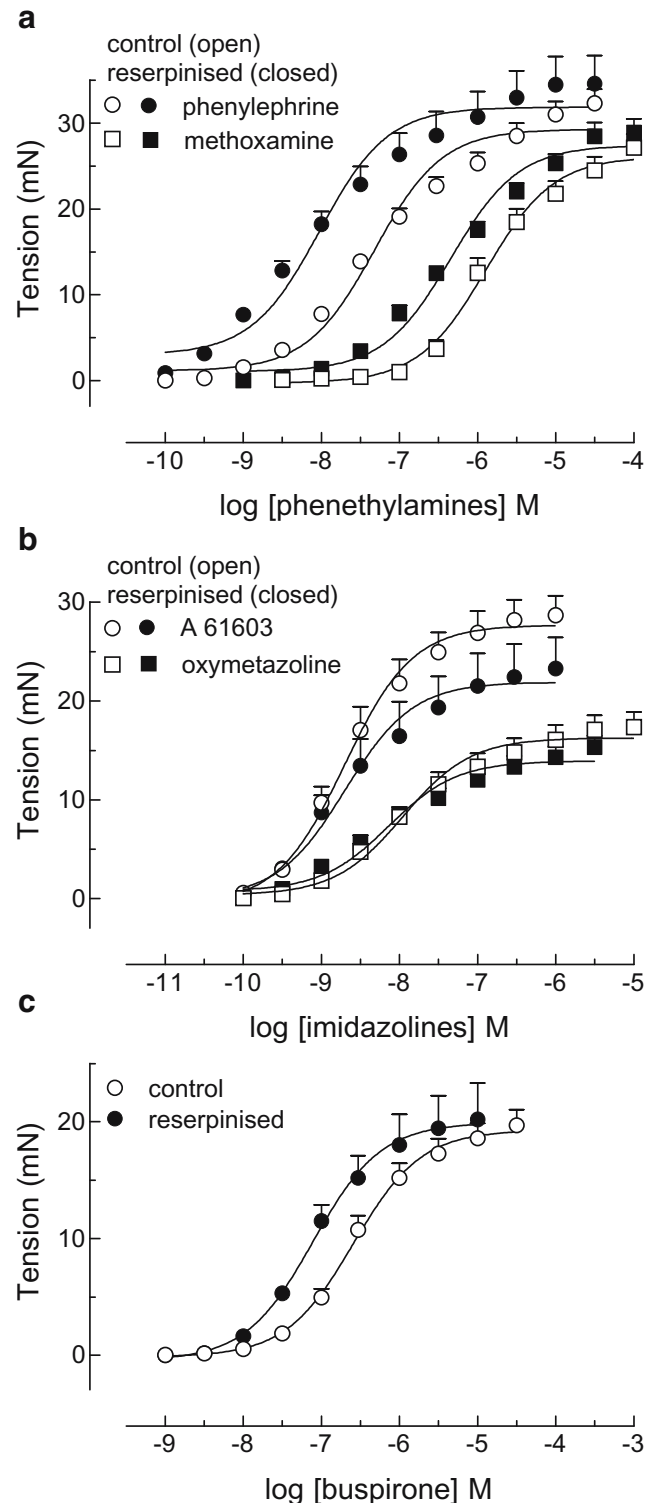 a
control (open)
reserpinised (closed)
phenylephrine
methoxamine
30
20
10
0
Tension (mN)
-10 -9 -8 -7 -6 -5 -4
log [phenethylamines] M
b
control (open)
reserpinised (closed)
A 61603
oxymetazoline
30
20
10
0
Tension (mN)
-11 -10 -9 -8 -7 -6 -5
log [imidazolines] M
c
control
reserpinised
20
10
0
Tension (mN)
-9 -8 -7 -6 -5 -4 -3
log [buspirone] M